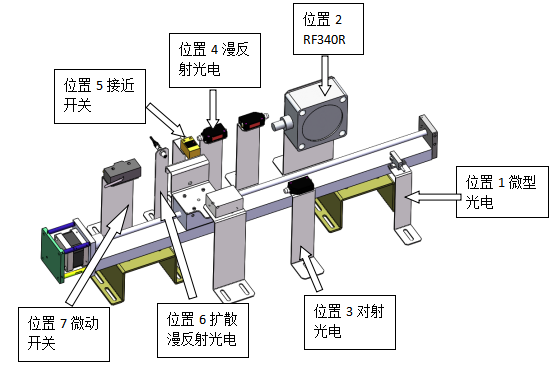 位置 2
RF340R
位置 4 漫反
射光电
位置 5 接近
开关
位置 1 微型
光电
位置 3 对射
光电
位置 6 扩散
漫反射光电
位置 7 微动
开关